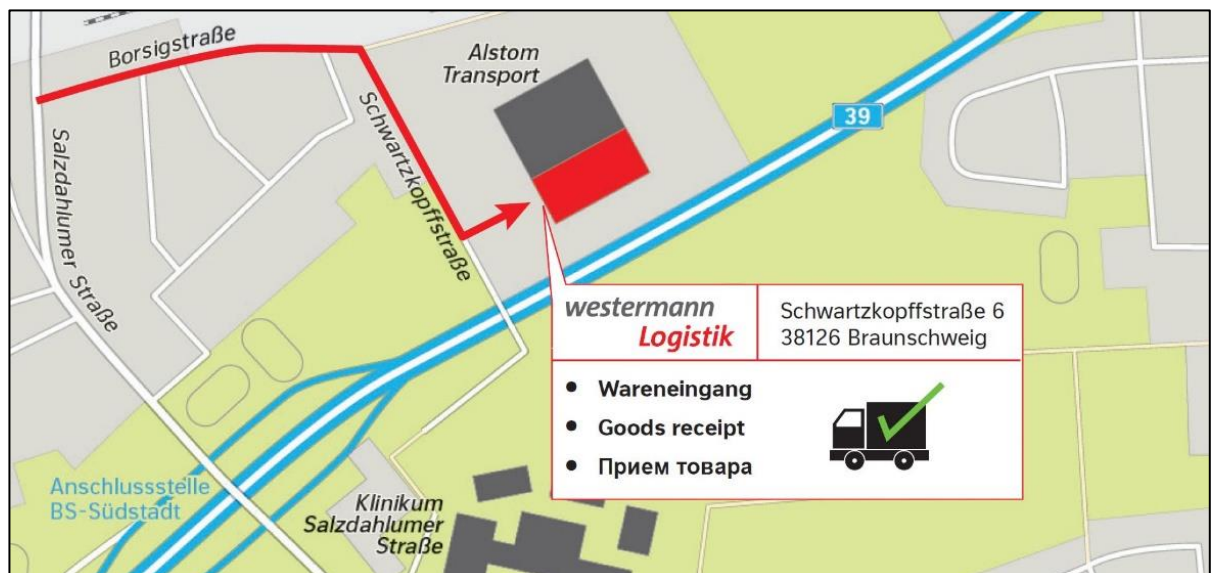 Borsigstraße
Alstom
Transport
39
Schwartzkopffstraße
Salzdahlumer Straße
westermann
Logistik
Schwartzkopffstraße 6
38126 Braunschweig
• Wareneingang
• Goods receipt
• Прием товара
Anschlussstelle
BS-Südstadt
Klinikum
Salzdahlumer
Straße